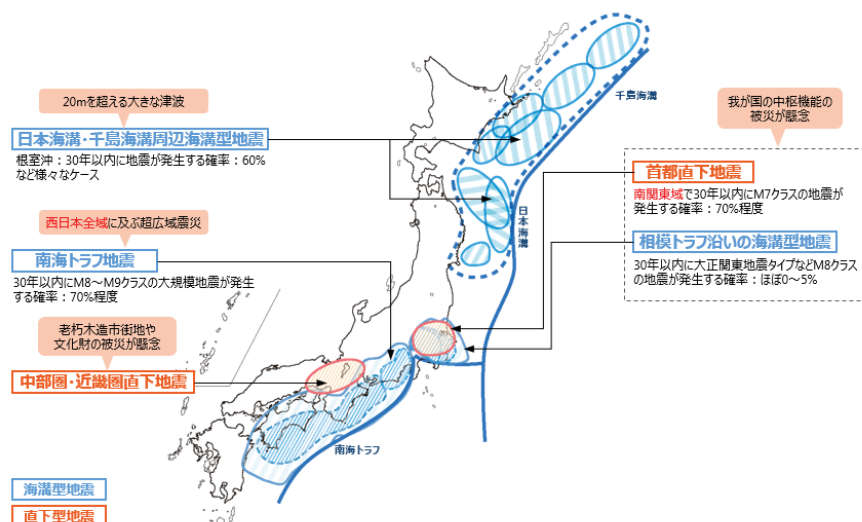 20mを超える大きな津波
日本海溝・千島海溝周辺海溝型地震
根室沖：30年以内に地震が発生する確率：60%
など様々なケース
西日本全域に及ぶ超広域震災
南海トラフ地震
30年以内にM8～M9クラスの大規模地震が発生
する確率：70%程度
老朽木造市街地や
文化財の被災が懸念
中部圏・近畿圏直下地震
海溝型地震
直下型地震
千島海溝
日本海溝
南海トラフ
我が国の中枢機能の
被災が懸念
首都直下地震
南関東域で30年以内にM7クラスの地震が
発生する確率：70%程度
相模トラフ沿いの海溝型地震
30年以内に大正関東地震タイプなどM8クラス
の地震が発生する確率：ほぼ0～5%